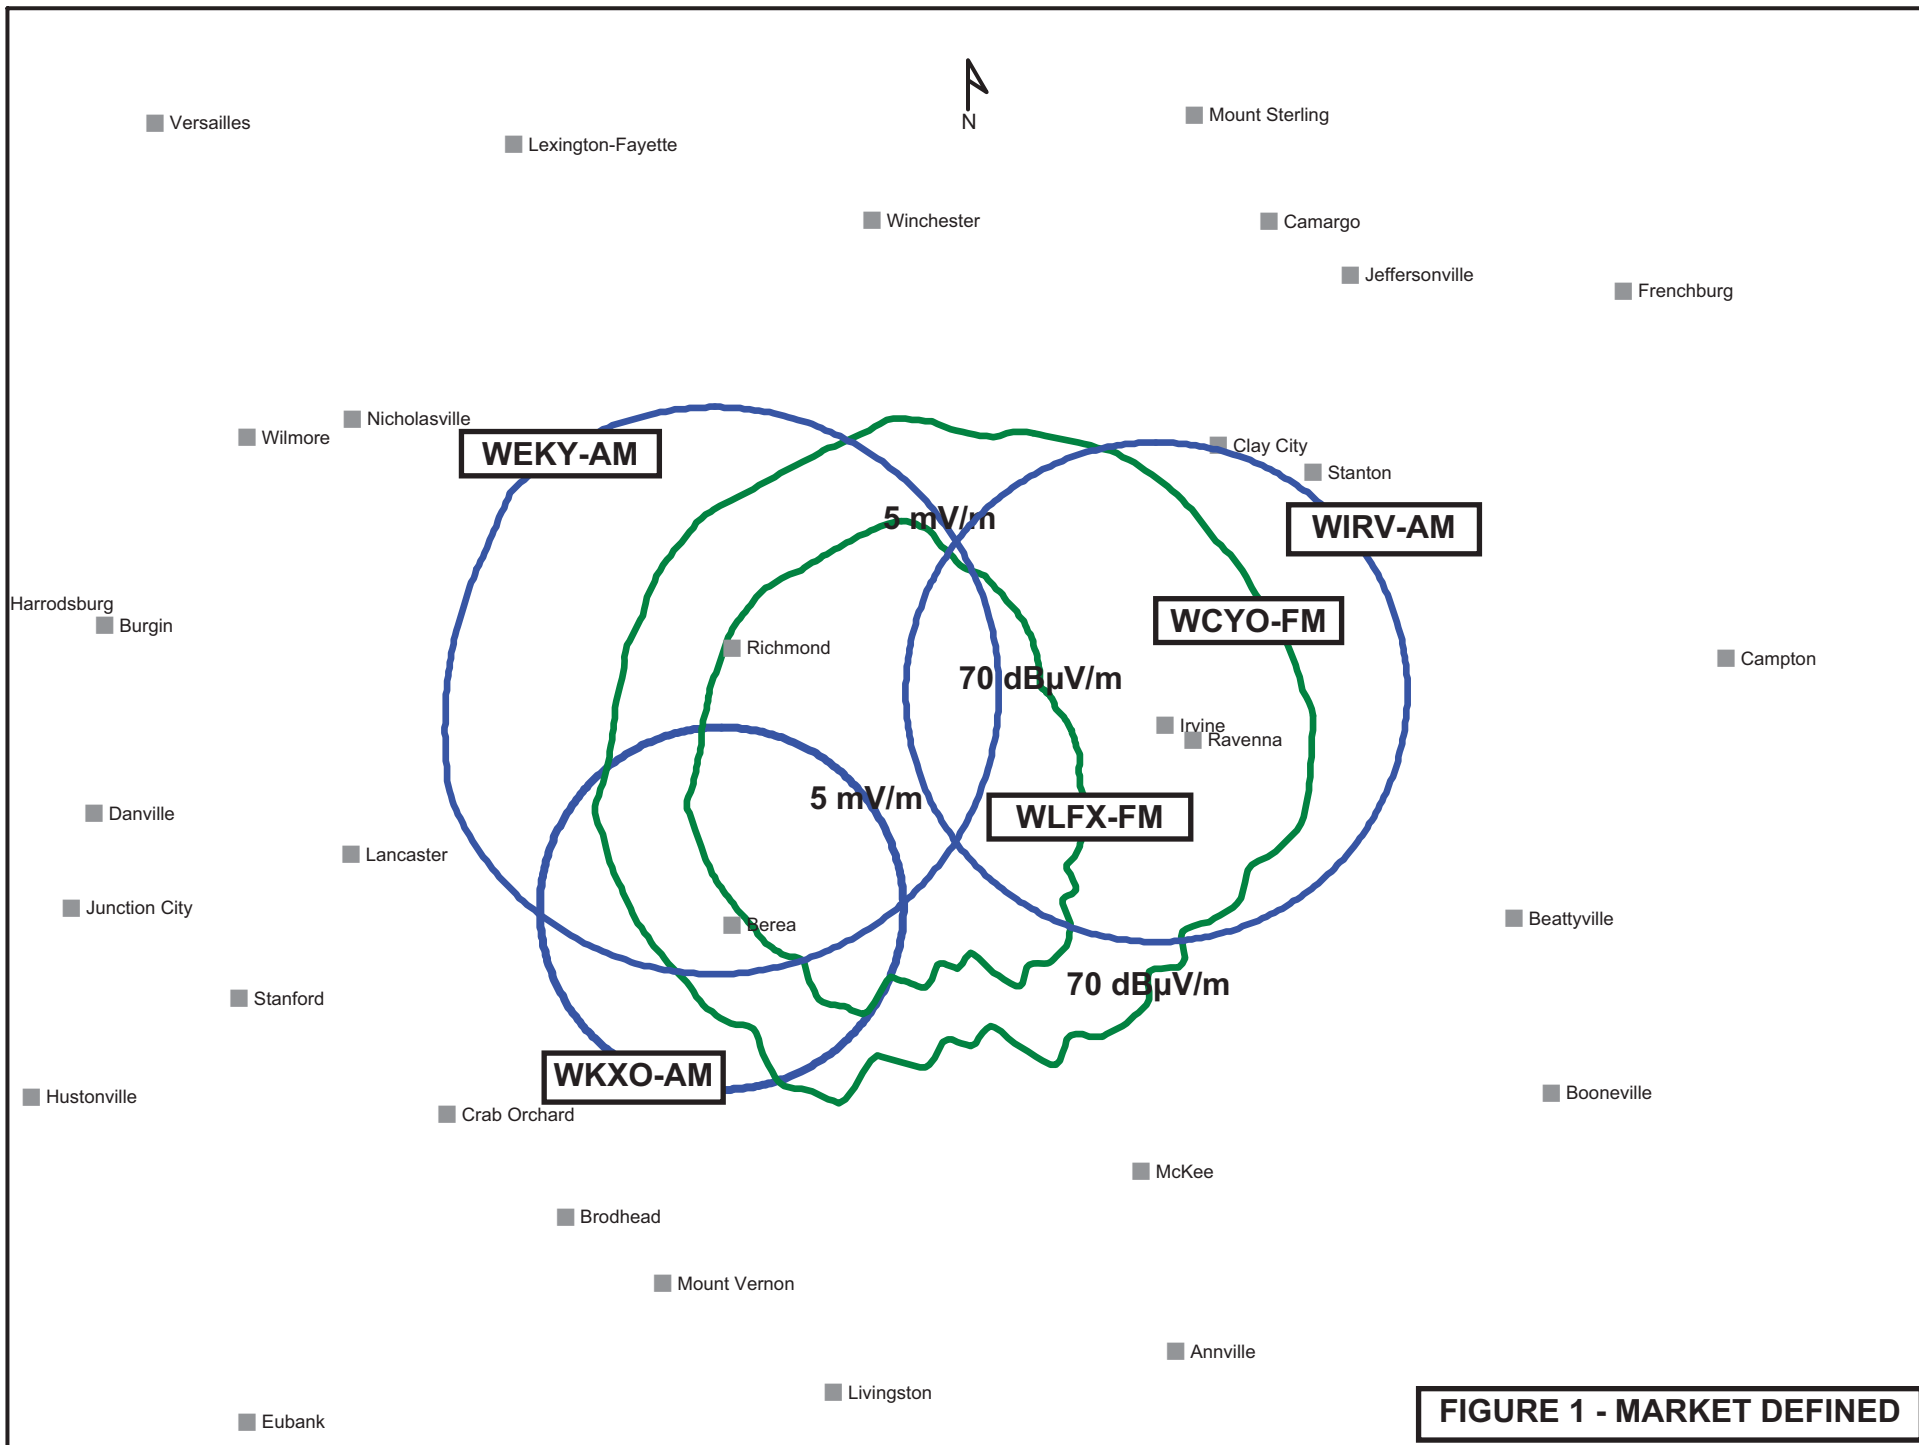 Mount Sterling
Versailles
N
Lexington-Fayette
Winchester
Camargo
Jeffersonville
Frenchburg
Nicholasville
Wilmore
Clay City
WEKY-AM
Stanton
5 mV/m
WIRV-AM
Harrodsburg
Burgin
WCYO-FM
Richmond
Campton
70 dBµV/m
Irvine
Ravenna
5 mV/m
Danville
WLFX-FM
Lancaster
Junction City
Beattyville
Berea
70 dBµV/m
Stanford
WKXO-AM
Hustonville
Booneville
Crab Orchard
McKee
Brodhead
Mount Vernon
Annville
Livingston
FIGURE 1 - MARKET DEFINED
Eubank